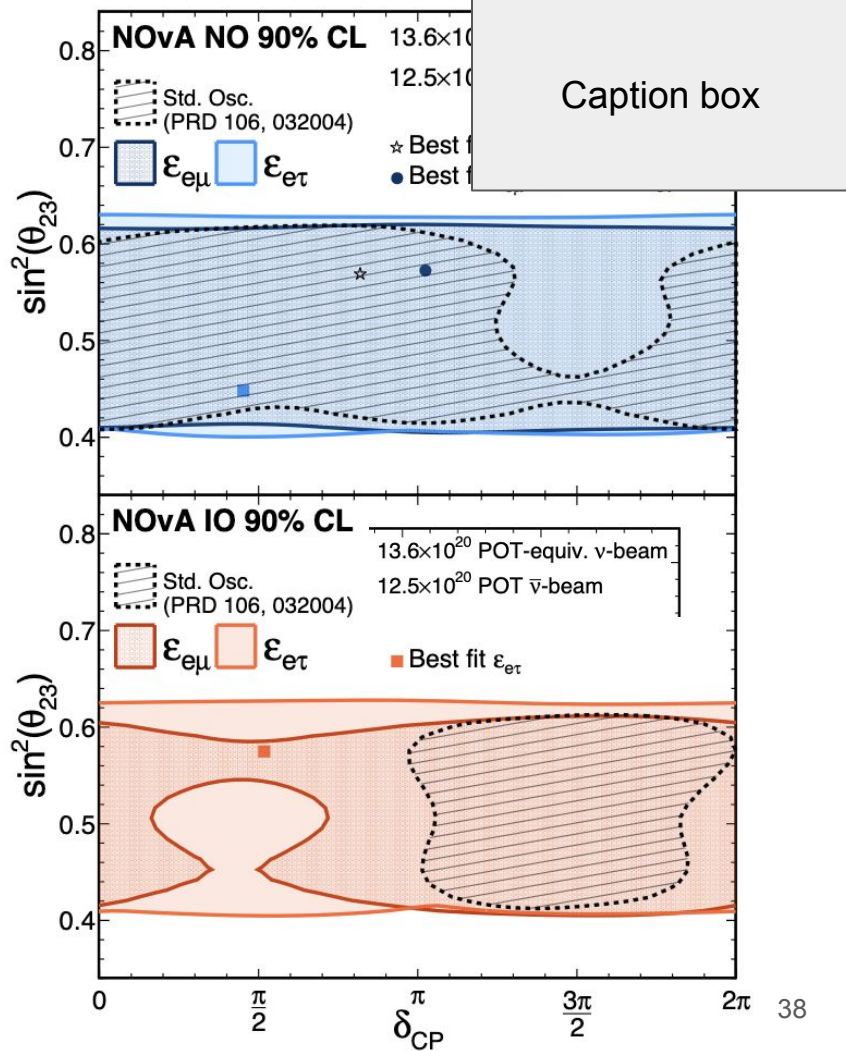 NOvA NO 90% CL
13.6×10
12.5×10
Caption box
Std. Osc.
(PRD 106, 032004)
☆ Best
● Best
εeμ εeτ
sin²(θ23)
0.8
0.7
0.6
0.5
0.4
NOvA IO 90% CL
13.6×10²⁰ POT-equiv. ν-beam
12.5×10²⁰ POT ν̄-beam
Std. Osc.
(PRD 106, 032004)
εeμ εeτ
■ Best fit εeτ
sin²(θ23)
0.8
0.7
0.6
0.5
0.4
0 π/2 π 3π/2 2π
δCP
38